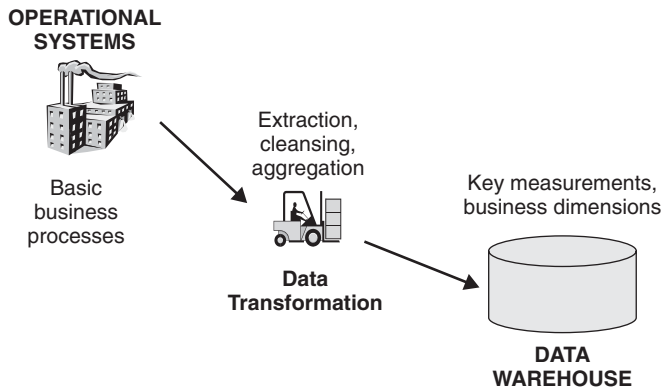 OPERATIONAL
SYSTEMS
Basic
business
processes
Extraction,
cleansing,
aggregation
Data
Transformation
Key measurements,
business dimensions
DATA
WAREHOUSE